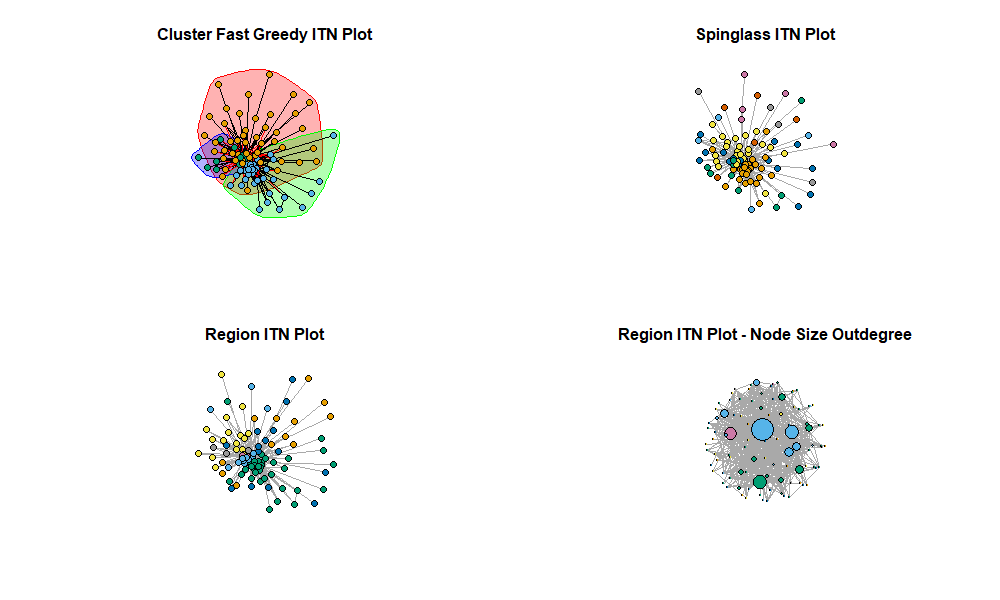 Cluster Fast Greedy ITN Plot
Spinglass ITN Plot
Region ITN Plot
Region ITN Plot - Node Size Outdegree